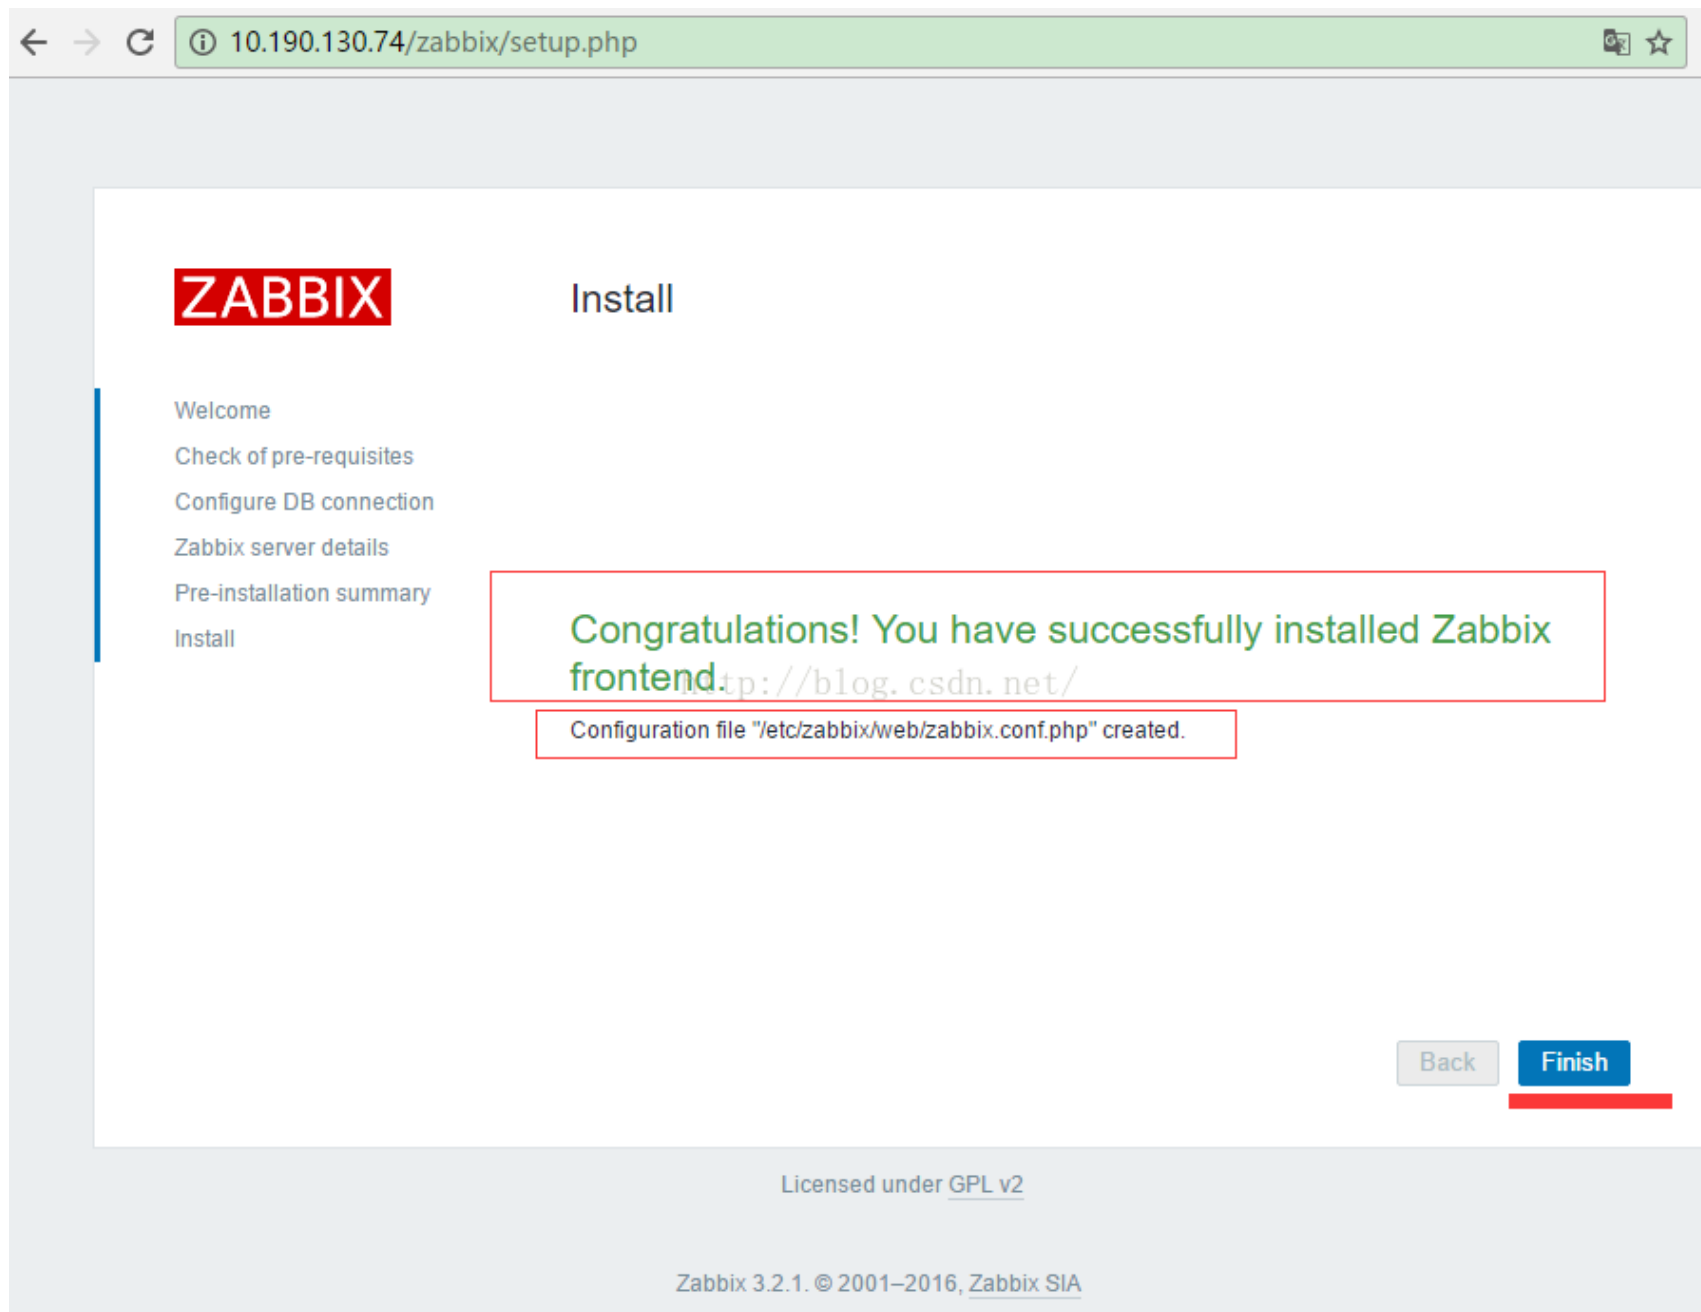 10.190.130.74/zabbix/setup.php
ZABBIX
Install
Welcome
Check of pre-requisites
Configure DB connection
Zabbix server details
Pre-installation summary
Install
Congratulations! You have successfully installed Zabbix
frontend.
http://blog.csdn.net/
Configuration file "/etc/zabbix/web/zabbix.conf.php" created.
Back
Finish
Licensed under GPL v2
Zabbix 3.2.1. © 2001–2016, Zabbix SIA